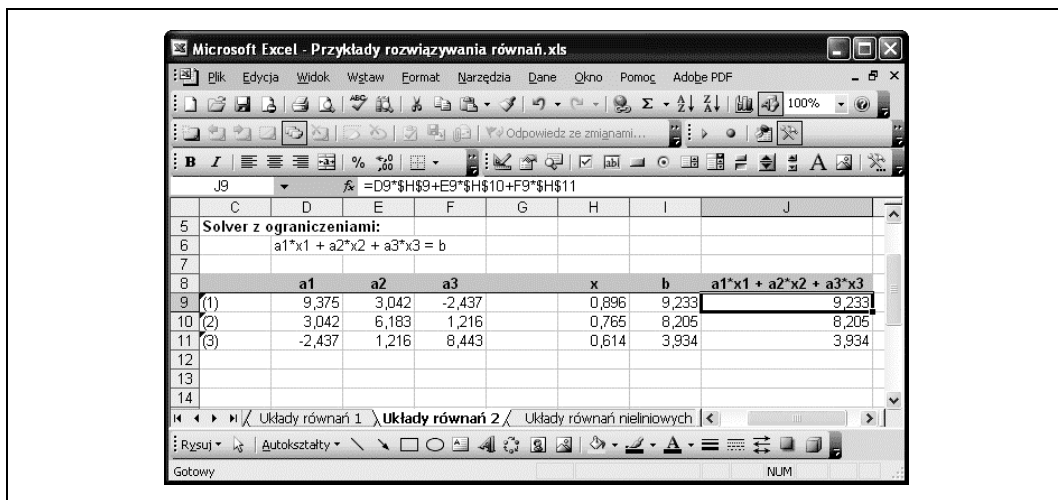 Microsoft Excel - Przykłady rozwiązywania równań.xls
Plik Edycja Widok Wstaw Format Narzędzia Dane Okno Pomoc Adobe PDF
100%
Odpowiedz ze zmianami...
B I % ,00 ab
J9 fx =D9*$H$9+E9*$H$10+F9*$H$11
C D E F G H I J
5 Solver z ograniczeniami:
6 a1*x1 + a2*x2 + a3*x3 = b
7
8 a1 a2 a3 x b a1*x1 + a2*x2 + a3*x3
9 (1) 9,375 3,042 -2,437 0,896 9,233 9,233
10 (2) 3,042 6,183 1,216 0,765 8,205 8,205
11 (3) -2,437 1,216 8,443 0,614 3,934 3,934
12
13
14
Układy równań 1 Układy równań 2 Układy równań nieliniowych
Rysuj Autokształty
Gotowy NUM